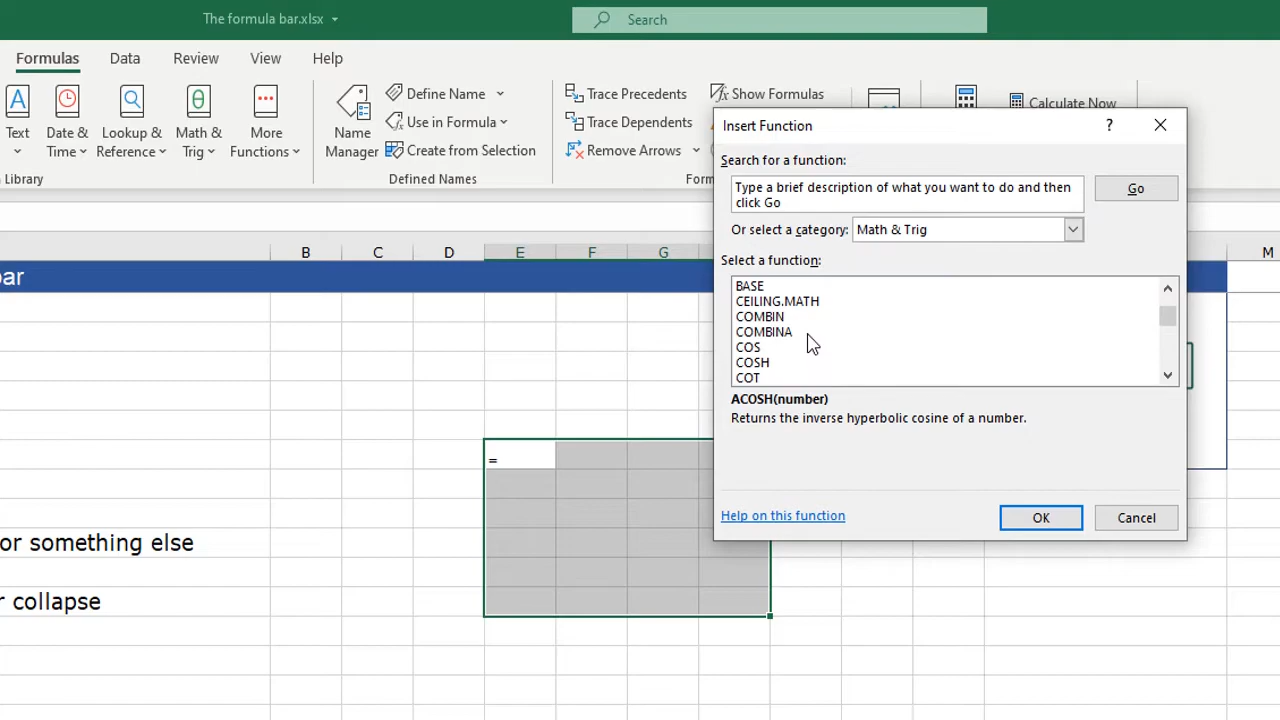 The formula bar.xlsx
Search
Formulas Data Review View Help
Text Date & Time Lookup & Reference Math & Trig More Functions
Library
Name Manager
Define Name
Use in Formula
Create from Selection
Defined Names
Trace Precedents
Trace Dependents
Remove Arrows
Show Formulas
Form
Calculate Now
Insert Function
?
Search for a function:
Type a brief description of what you want to do and then
click Go
Go
Or select a category: Math & Trig
Select a function:
BASE
CEILING.MATH
COMBIN
COMBINA
COS
COSH
COT
ACOSH(number)
Returns the inverse hyperbolic cosine of a number.
Help on this function
OK Cancel
B C D E F G M
bar
=
or something else
r collapse